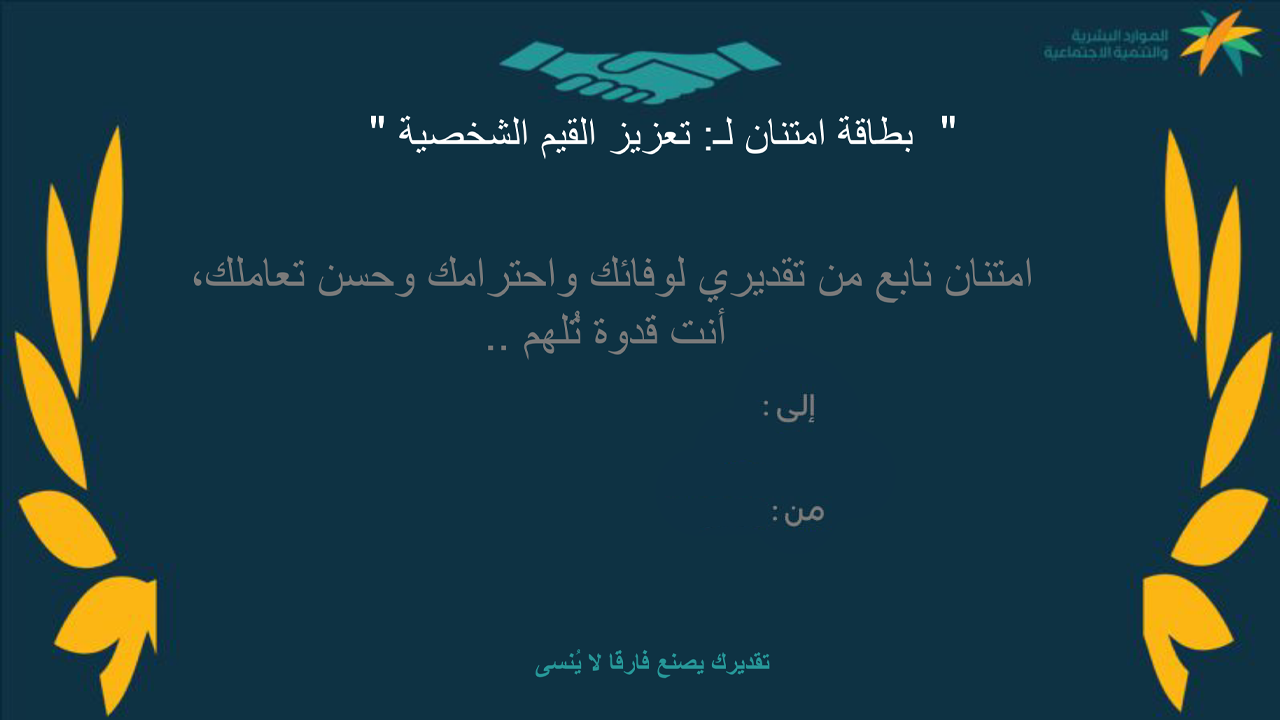 الموارد البشرية
والتنمية الاجتماعية
" بطاقة امتنان لـ: تعزيز القيم الشخصية "
امتنان نابع من تقديري لوفائك واحترامك وحسن تعاملك،
أنت قدوة تُلهم ..
إلى :
من :
تقديرك يصنع فارقا لا يُنسى